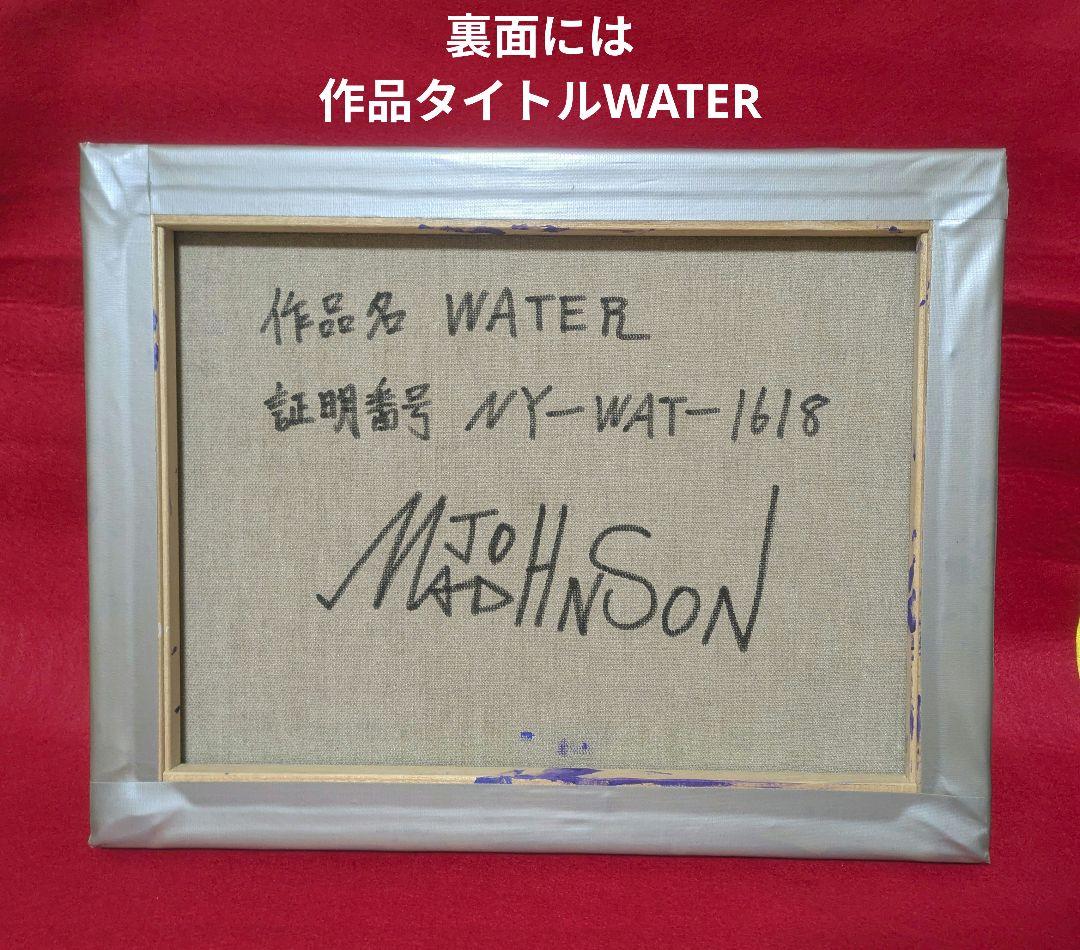 裏面には
作品タイトルWATER
作品名 WATER
証明番号 NY-WAT-1618
MAD JOHNSON